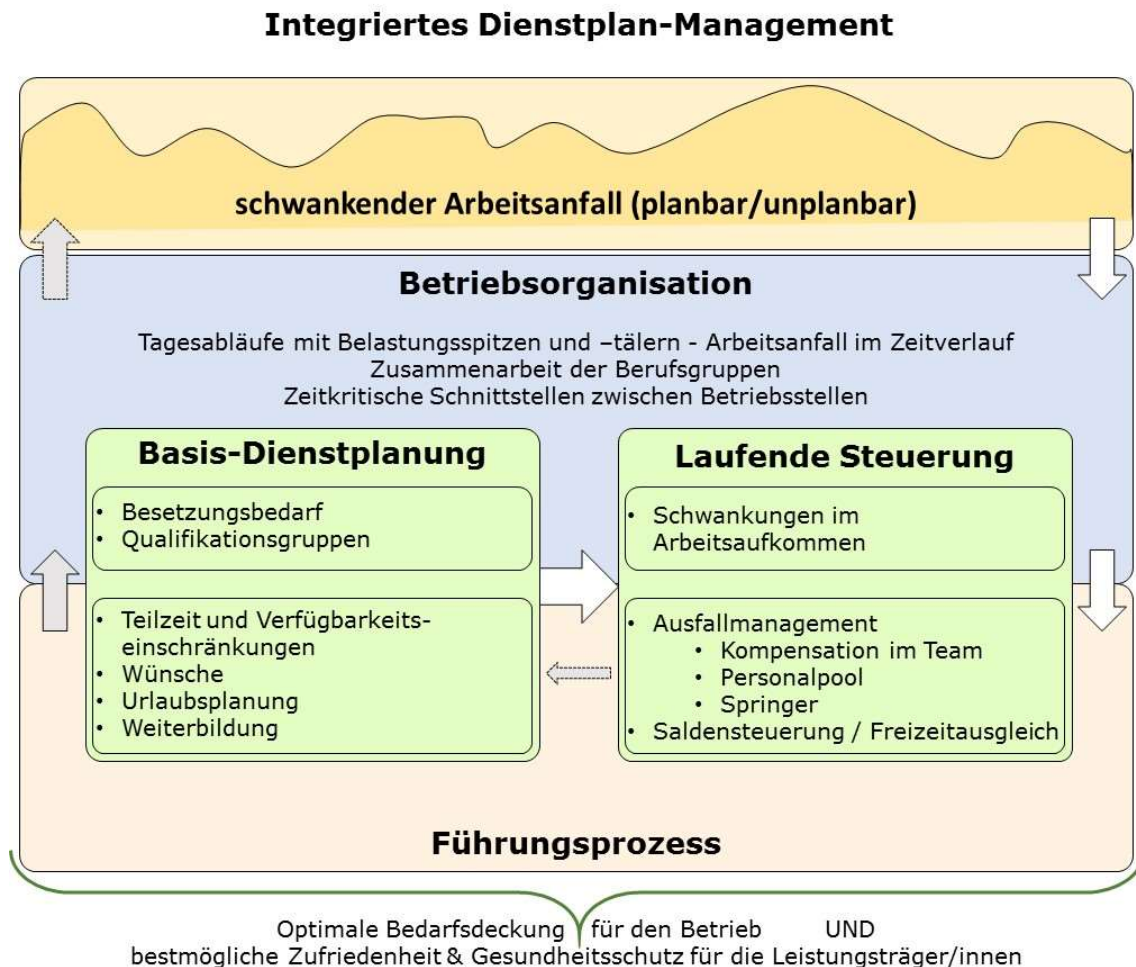 Integriertes Dienstplan-Management
schwankender Arbeitsanfall (planbar/unplanbar)
Betriebsorganisation
Tagesabläufe mit Belastungsspitzen und –tälern - Arbeitsanfall im Zeitverlauf
Zusammenarbeit der Berufsgruppen
Zeitkritische Schnittstellen zwischen Betriebsstellen
Basis-Dienstplanung
• Besetzungsbedarf
• Qualifikationsgruppen
• Teilzeit und Verfügbarkeits-
einschränkungen
• Wünsche
• Urlaubsplanung
• Weiterbildung
Laufende Steuerung
• Schwankungen im
Arbeitsaufkommen
• Ausfallmanagement
• Kompensation im Team
• Personalpool
• Springer
• Saldensteuerung / Freizeitausgleich
Führungsprozess
Optimale Bedarfsdeckung für den Betrieb UND
bestmögliche Zufriedenheit & Gesundheitsschutz für die Leistungsträger/innen